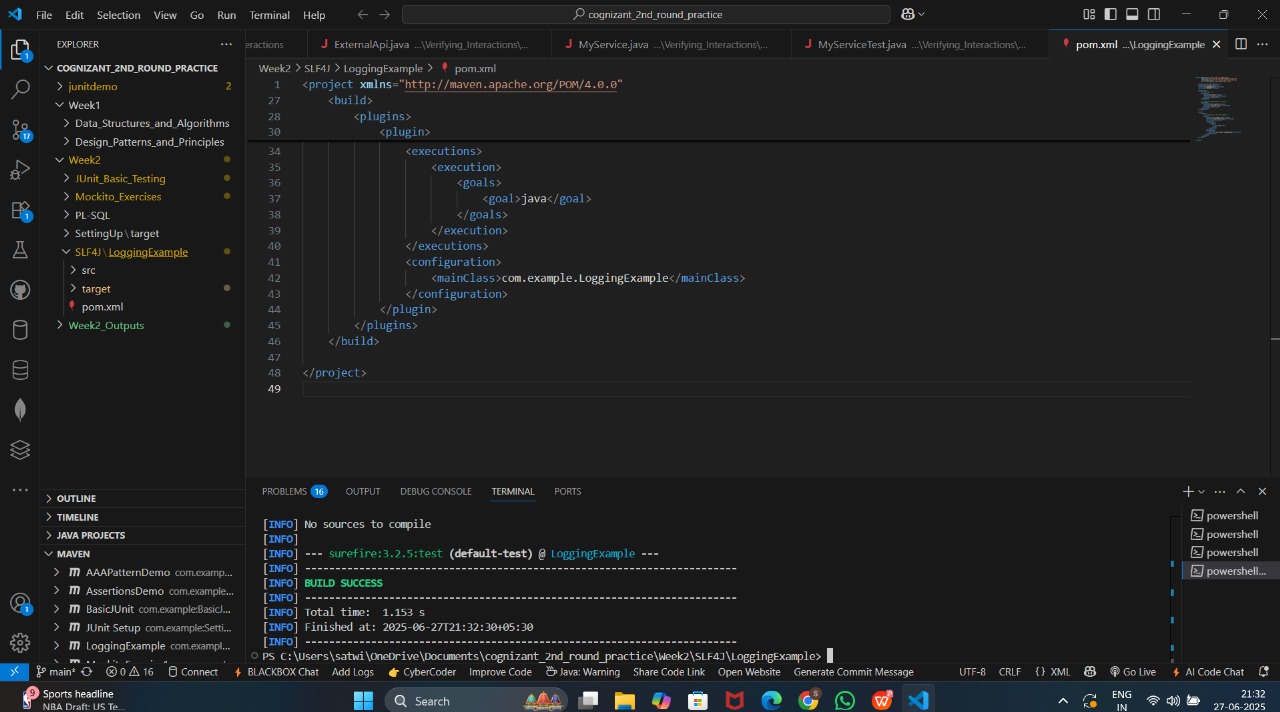 File Edit Selection View Go Run Terminal Help
cognizant_2nd_round_practice
EXPLORER
eractions
ExternalApi.java ...\Verifying_Interactions\...
MyService.java ...\Verifying_Interactions\...
MyServiceTest.java ...\Verifying_Interactions\...
pom.xml ...\LoggingExample
COGNIZANT_2ND_ROUND_PRACTICE
junitdemo 2
Week1
Data_Structures_and_Algorithms
Design_Patterns_and_Principles
Week2
JUnit_Basic_Testing
Mockito_Exercises
PL-SQL
SettingUp \ target
SLF4J \ LoggingExample
src
target
pom.xml
Week2_Outputs
OUTLINE
TIMELINE
JAVA PROJECTS
MAVEN
AAAPatternDemo com.examp...
AssertionsDemo com.example...
BasicJUnit com.example:BasicJ...
JUnit Setup com.example:Setti...
LoggingExample com.exampl...
1
17
1
1
Week2 > SLF4J > LoggingExample > pom.xml
1 <project xmlns="http://maven.apache.org/POM/4.0.0"
27 <build>
28 <plugins>
30 <plugin>
34 <executions>
35 <execution>
36 <goals>
37 <goal>java</goal>
38 </goals>
39 </execution>
40 </executions>
41 <configuration>
42 <mainClass>com.example.LoggingExample</mainClass>
43 </configuration>
44 </plugin>
45 </plugins>
46 </build>
47
48 </project>
49
PROBLEMS 16 OUTPUT DEBUG CONSOLE TERMINAL PORTS
[INFO] No sources to compile
[INFO]
[INFO] --- surefire:3.2.5:test (default-test) @ LoggingExample ---
[INFO] ------------------------------------------------------------------------
[INFO] BUILD SUCCESS
[INFO] ------------------------------------------------------------------------
[INFO] Total time:  1.153 s
[INFO] Finished at: 2025-06-27T21:32:30+05:30
[INFO] ------------------------------------------------------------------------
PS C:\Users\satwi\OneDrive\Documents\cognizant_2nd_round_practice\Week2\SLF4J\LoggingExample>
powershell
powershell
powershell
powershell...
main* 0 16 Connect BLACKBOX Chat Add Logs CyberCoder Improve Code Java: Warning Share Code Link Open Website Generate Commit Message UTF-8 CRLF {} XML Go Live AI Code Chat
9
Sports headline
NBA Draft: US Te...
Search
ENG
IN
21:32
27-06-2025